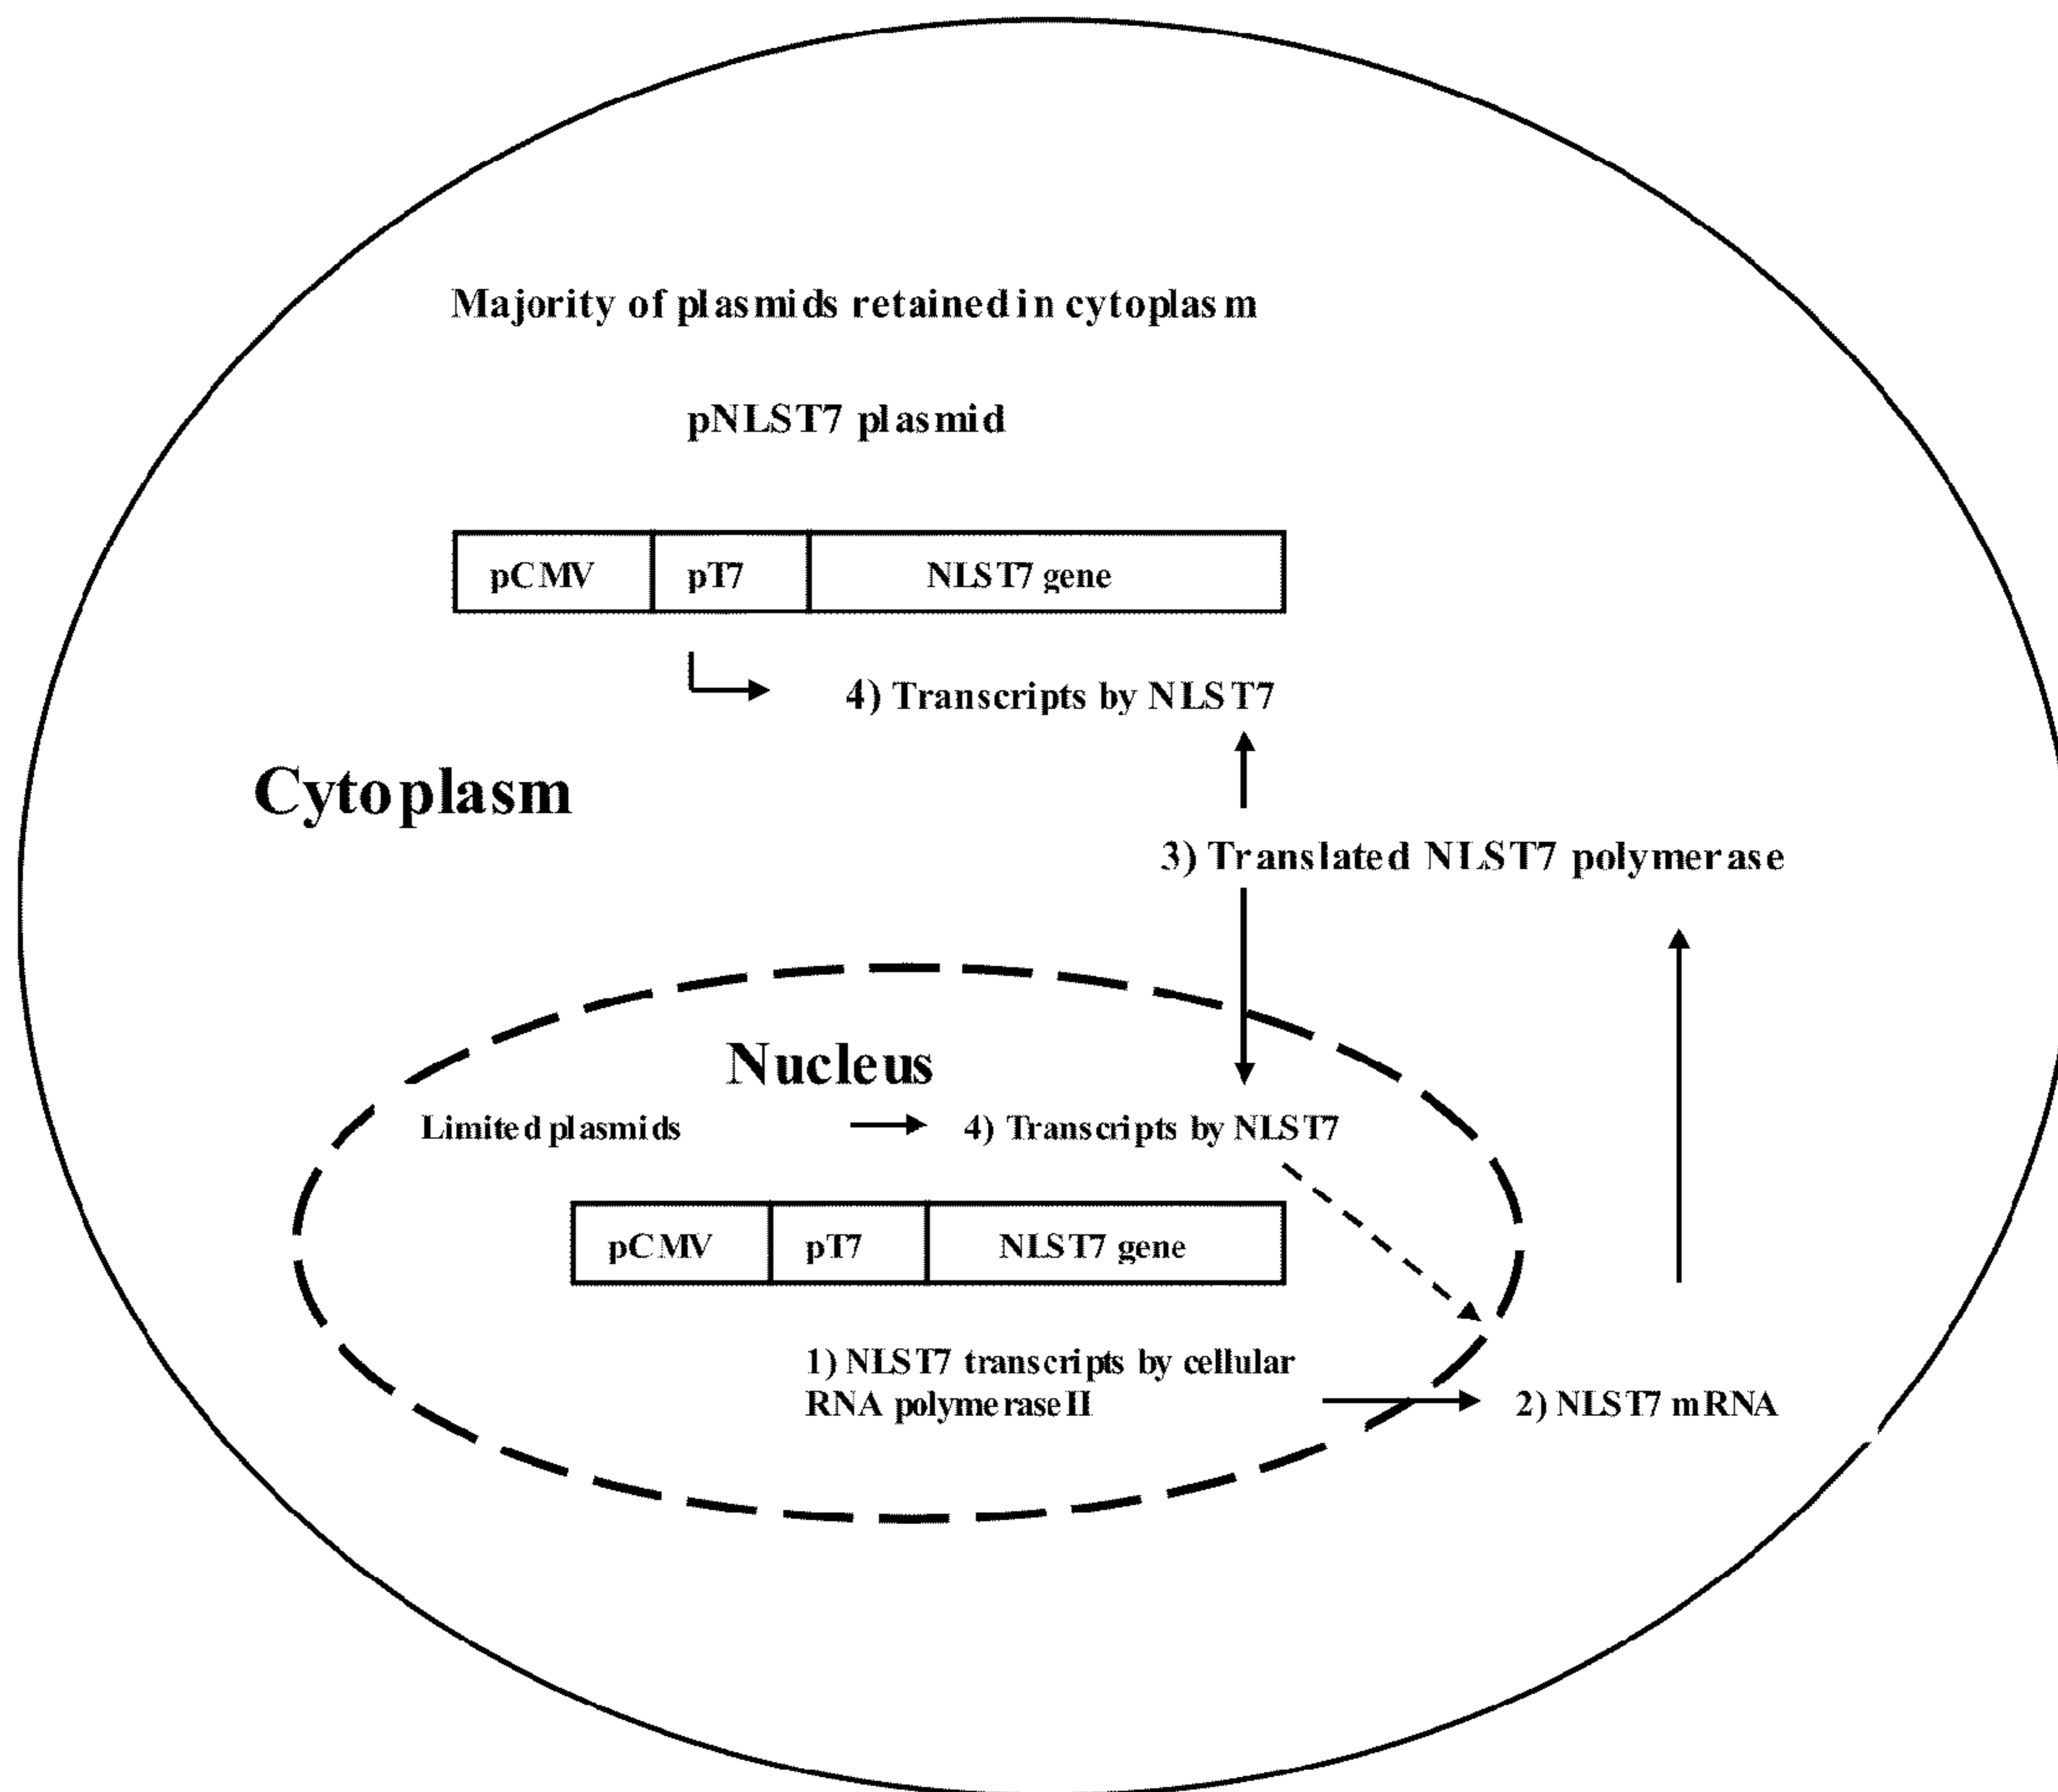 Majority of plasmids retained in cytoplasm
pNLST7 plasmid
pCMV pT7 NLST7 gene
4) Transcripts by NLST7
Cytoplasm
3) Translated NLST7 polymerase
Nucleus
Limited plasmids 4) Transcripts by NLST7
pCMV pT7 NLST7 gene
1) NLST7 transcripts by cellular
RNA polymerase II
2) NLST7 mRNA